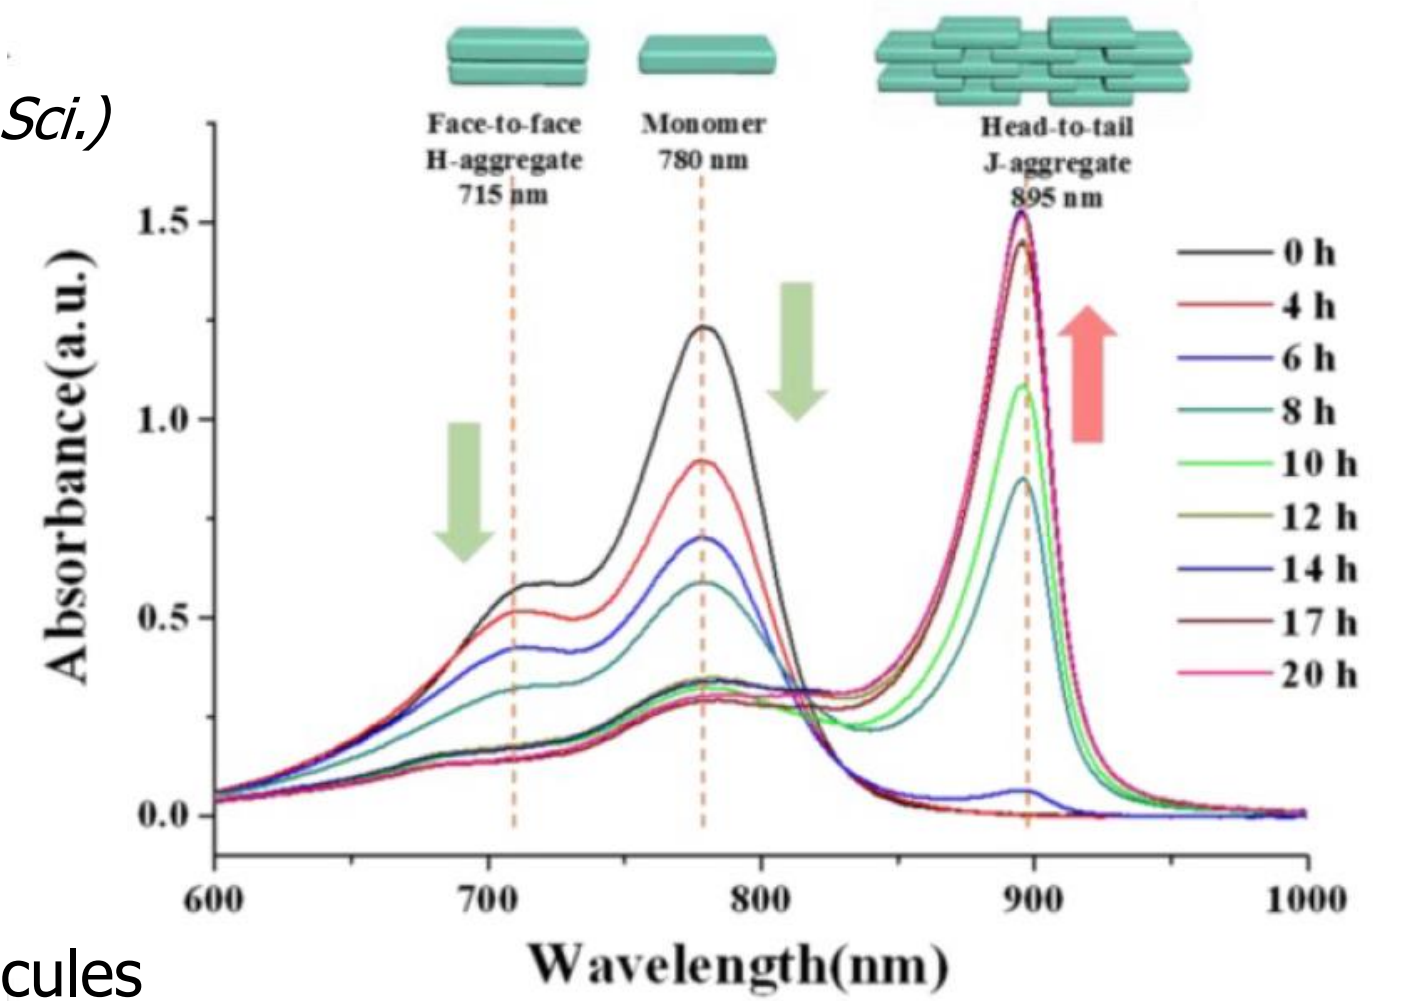 Sci.)
Face-to-face
H-aggregate
715 nm
Monomer
780 nm
Head-to-tail
J-aggregate
895 nm
Absorbance(a.u.)
1.5
1.0
0.5
0.0
0 h
4 h
6 h
8 h
10 h
12 h
14 h
17 h
20 h
600 700 800 900 1000
Wavelength(nm)
cules